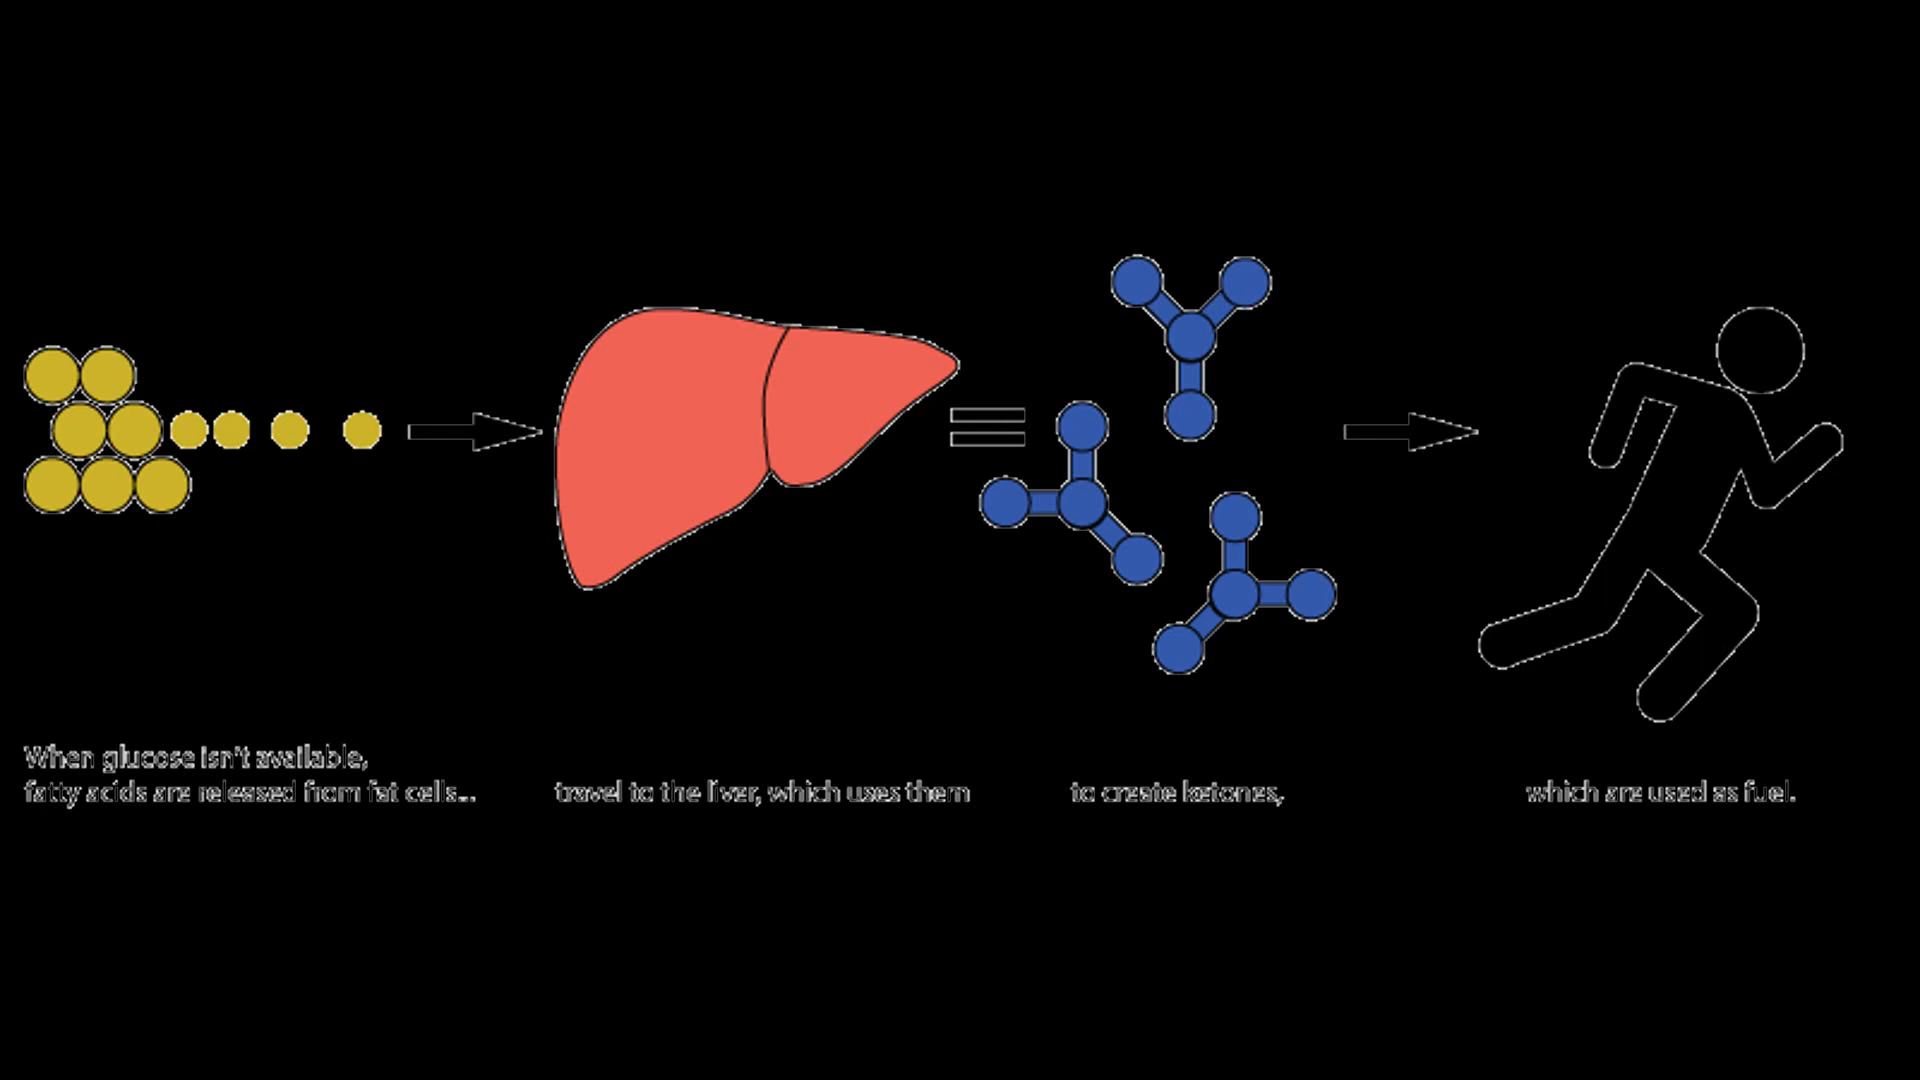 When glucose isn't available,
fatty acids are released from fat cells...
travel to the liver, which uses them
to create ketones,
which are used as fuel.